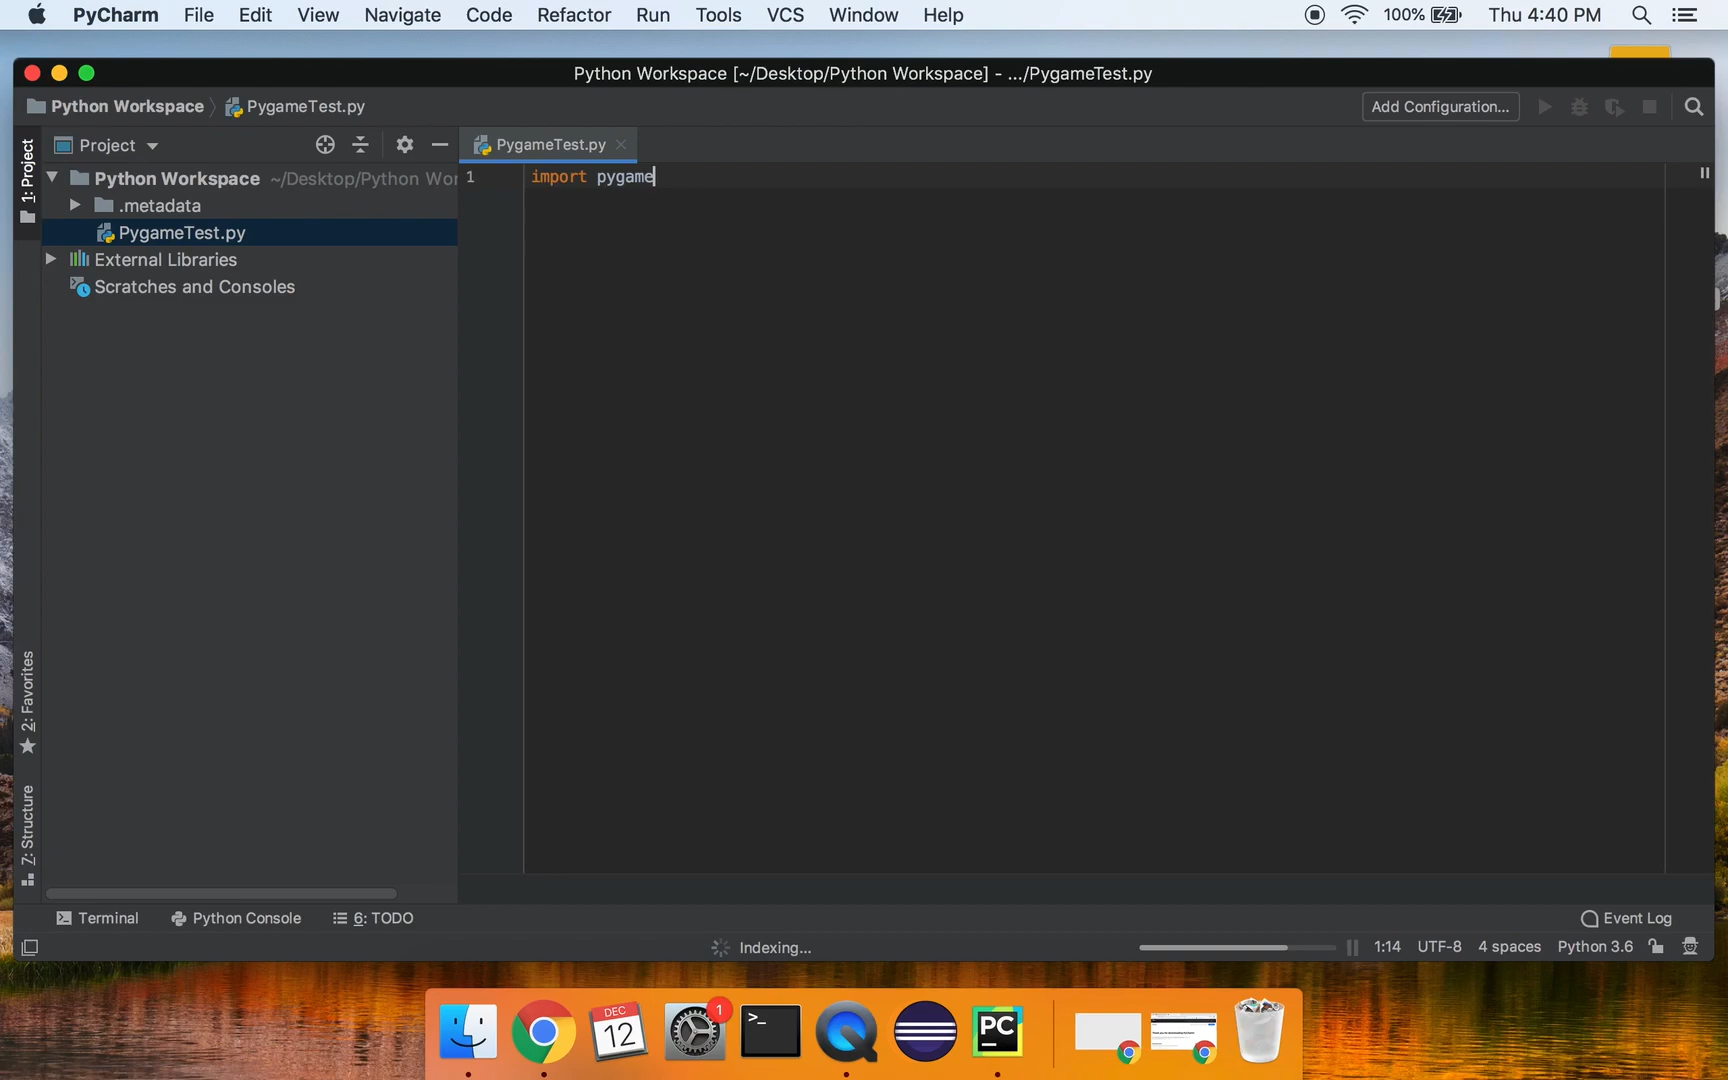 PyCharm File Edit View Navigate Code Refactor Run Tools VCS Window Help 100% Thu 4:40 PM
Python Workspace [~/Desktop/Python Workspace] - .../PygameTest.py
Python Workspace PygameTest.py Add Configuration...
1: Project
Project
PygameTest.py
Python Workspace ~/Desktop/Python Wor
1 import pygame
.metadata
PygameTest.py
External Libraries
Scratches and Consoles
2: Favorites
7: Structure
Terminal Python Console 6: TODO Event Log
Indexing... 1:14 UTF-8 4 spaces Python 3.6
DEC
12
1
>_
PC